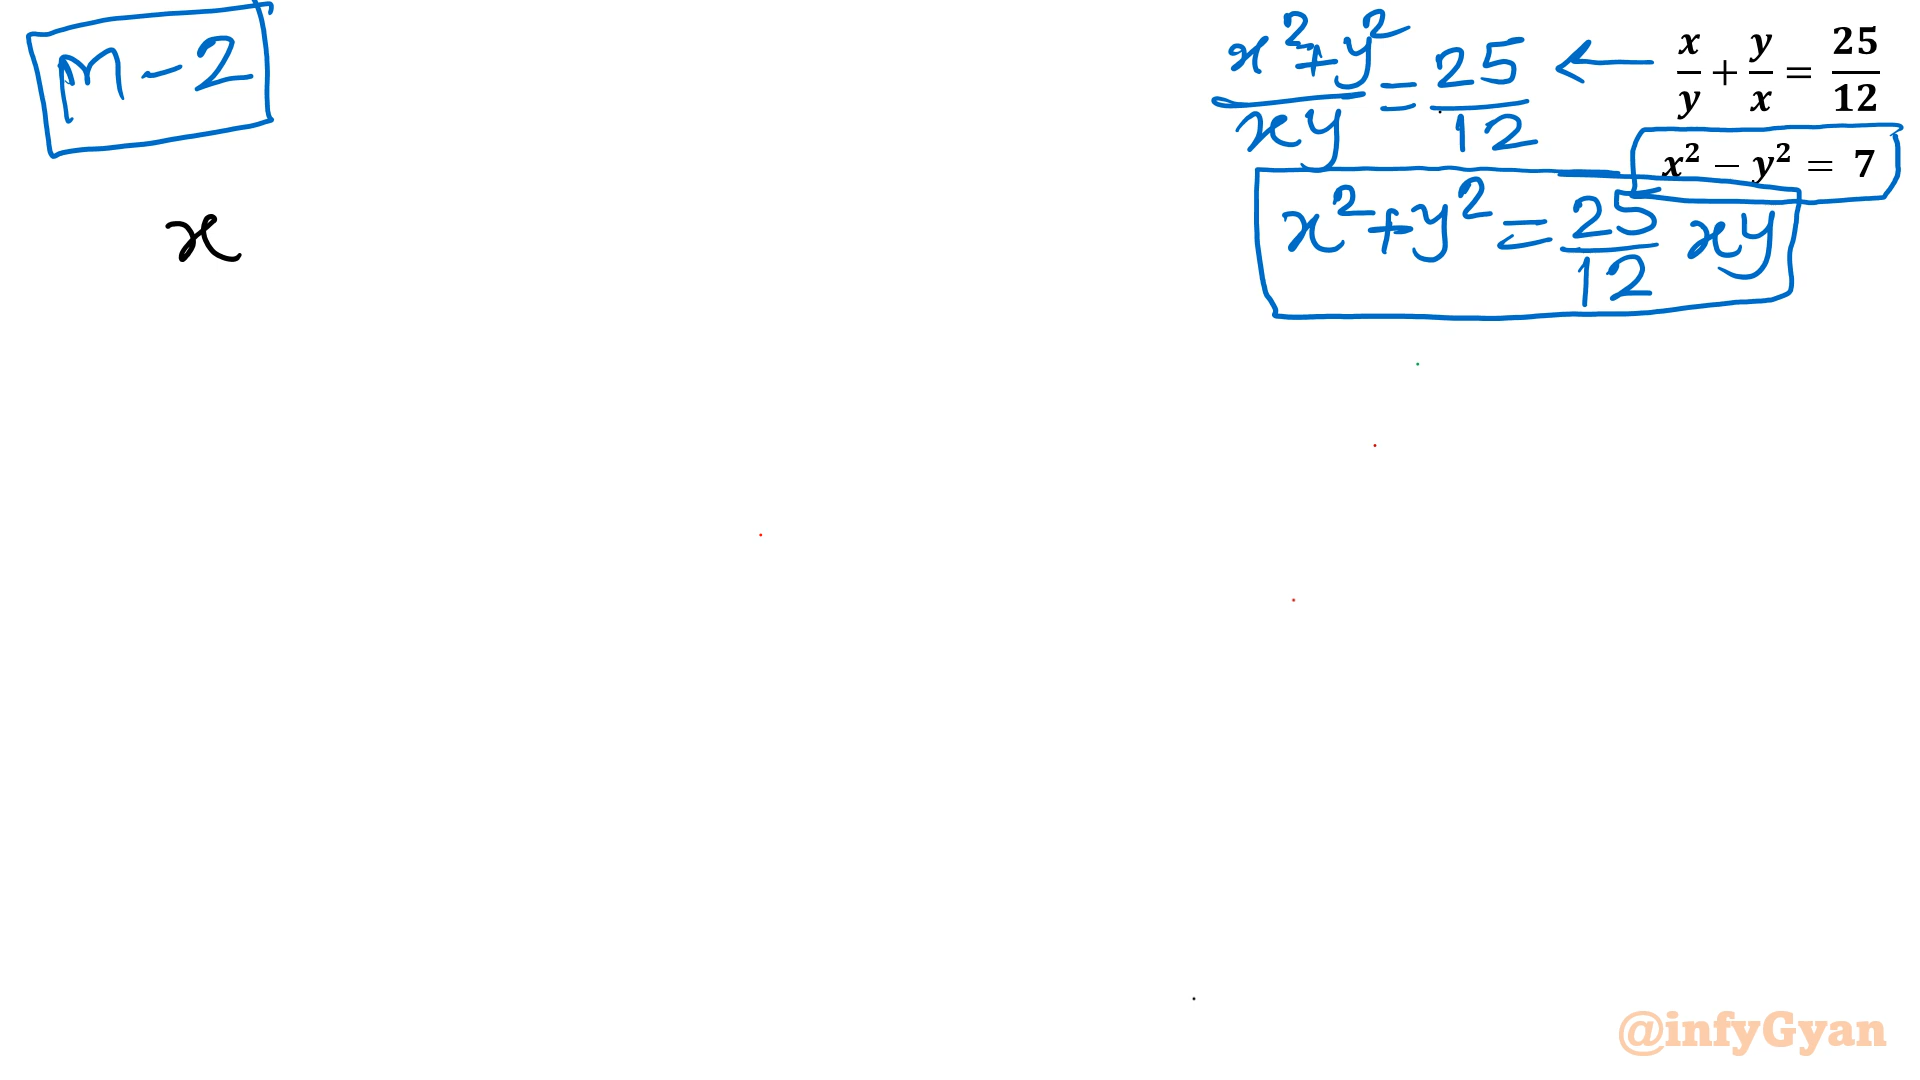 M - 2
x
x²+y²/xy = 25/12 ← x/y + y/x = 25/12
x² − y² = 7
x²+y² = 25/12 xy
@infyGyan